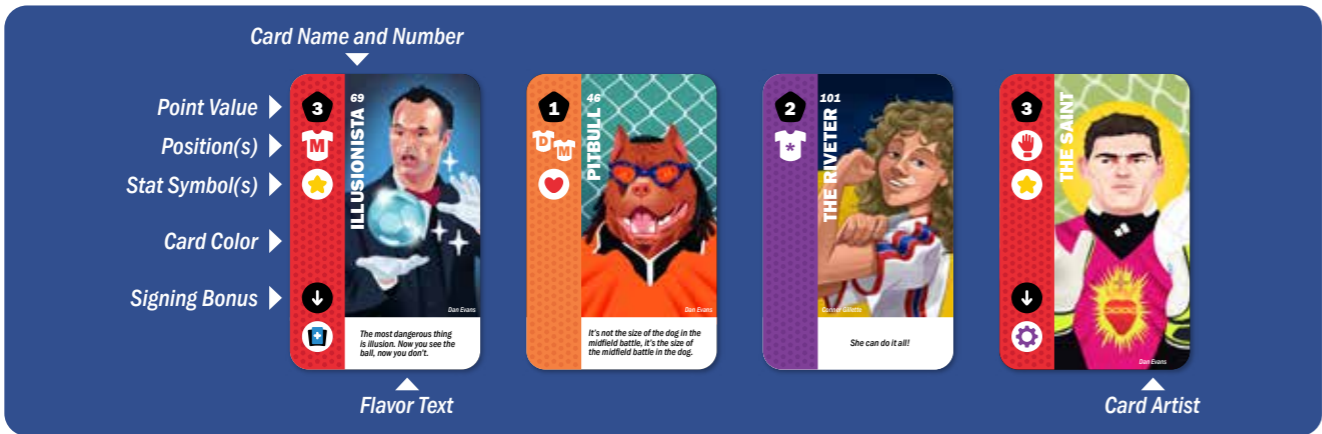 Card Name and Number
Point Value
Position(s)
Stat Symbol(s)
Card Color
Signing Bonus
3
M
69
ILLUSIONISTA
Dan Evans
The most dangerous thing
is illusion. Now you see the
ball, now you don't.
1
D
M
46
PITBULL
Dan Evans
It's not the size of the dog in the
midfield battle, it's the size of
the midfield battle in the dog.
2
*
101
THE RIVETER
Connor Gillette
She can do it all!
3
THE SAINT
Dan Evans
Flavor Text
Card Artist